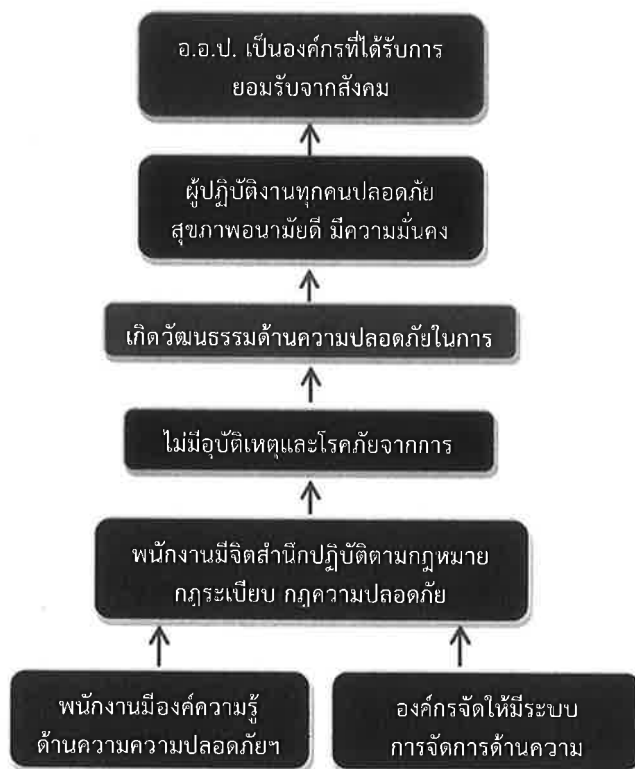 อ.อ.ป. เป็นองค์กรที่ได้รับการ
ยอมรับจากสังคม
ผู้ปฏิบัติงานทุกคนปลอดภัย
สุขภาพอนามัยดี มีความมั่นคง
เกิดวัฒนธรรมด้านความปลอดภัยในการ
ไม่มีอุบัติเหตุและโรคภัยจากการ
พนักงานมีจิตสำนึกปฏิบัติตามกฎหมาย
กฎระเบียบ กฎความปลอดภัย
พนักงานมีองค์ความรู้
ด้านความความปลอดภัยฯ
องค์กรจัดให้มีระบบ
การจัดการด้านความ